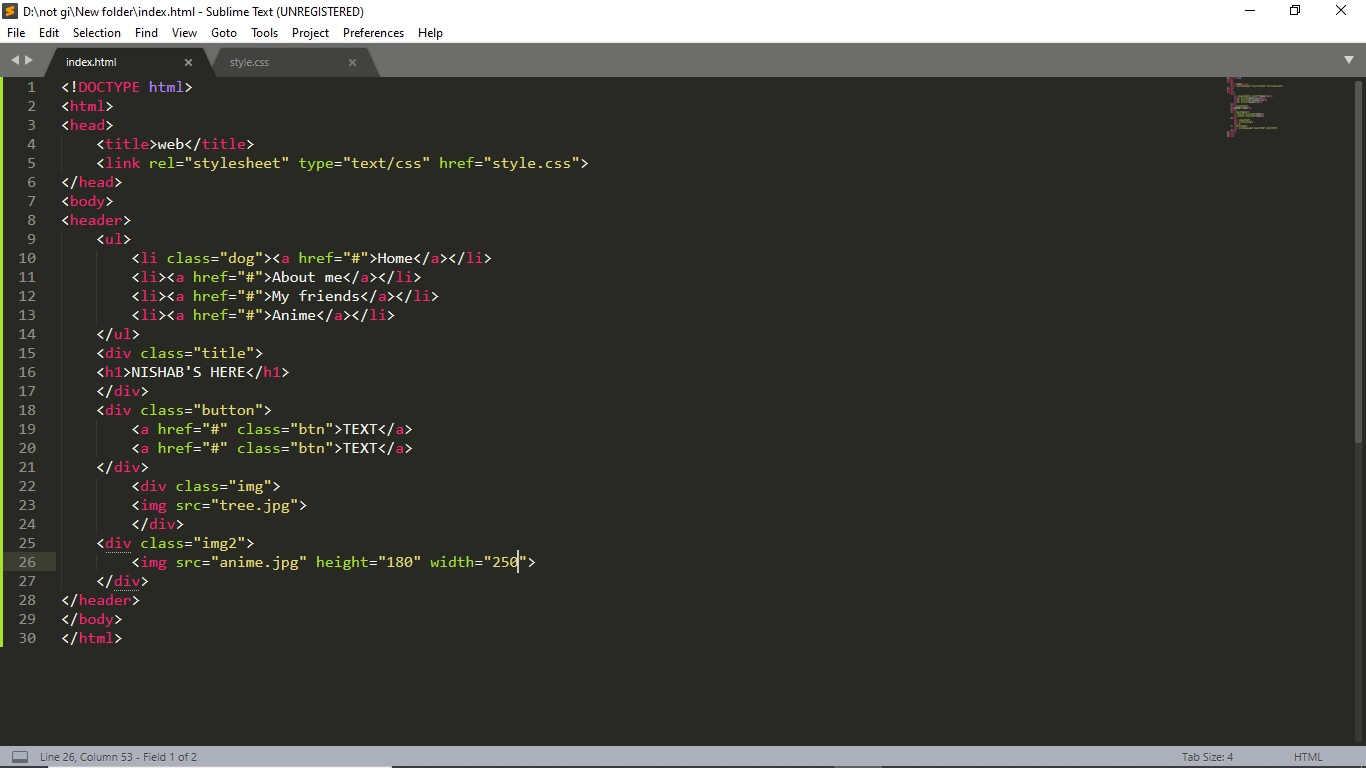 D:\not gi\New folder\index.html - Sublime Text (UNREGISTERED)
File Edit Selection Find View Goto Tools Project Preferences Help
index.html style.css
1 <!DOCTYPE html>
2 <html>
3 <head>
4 <title>web</title>
5 <link rel="stylesheet" type="text/css" href="style.css">
6 </head>
7 <body>
8 <header>
9 <ul>
10 <li class="dog"><a href="#">Home</a></li>
11 <li><a href="#">About me</a></li>
12 <li><a href="#">My friends</a></li>
13 <li><a href="#">Anime</a></li>
14 </ul>
15 <div class="title">
16 <h1>NISHAB'S HERE</h1>
17 </div>
18 <div class="button">
19 <a href="#" class="btn">TEXT</a>
20 <a href="#" class="btn">TEXT</a>
21 </div>
22 <div class="img">
23 <img src="tree.jpg">
24 </div>
25 <div class="img2">
26 <img src="anime.jpg" height="180" width="250">
27 </div>
28 </header>
29 </body>
30 </html>
Line 26, Column 53 - Field 1 of 2 Tab Size: 4 HTML